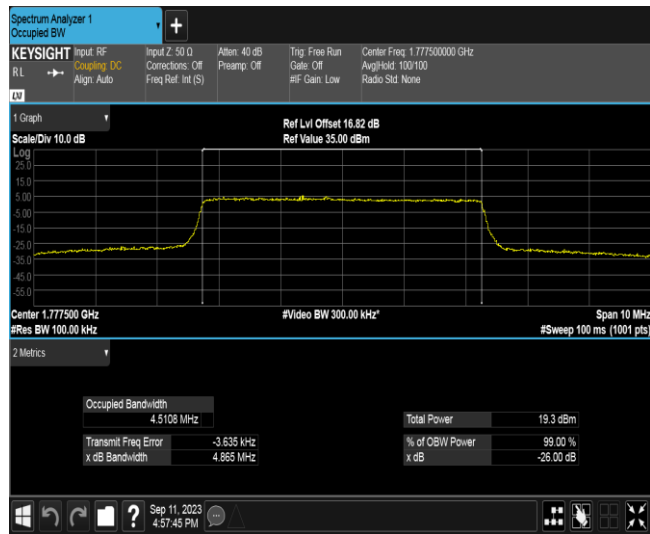 Spectrum Analyzer 1
Occupied BW
+
KEYSIGHT Input: RF Input Z: 50 Ω Atten: 40 dB Trig: Free Run Center Freq: 1.777500000 GHz
RL Coupling: DC Corrections: Off Preamp: Off Gate: Off Avg|Hold: 100/100
Align: Auto Freq Ref: Int (S) #IF Gain: Low Radio Std: None
LXI
1 Graph Ref Lvl Offset 16.82 dB
Scale/Div 10.0 dB Ref Value 35.00 dBm
Log
25.0
15.0
5.00
-5.00
-15.0
-25.0
-35.0
-45.0
-55.0
Center 1.777500 GHz #Video BW 300.00 kHz* Span 10 MHz
#Res BW 100.00 kHz #Sweep 100 ms (1001 pts)
2 Metrics
Occupied Bandwidth
4.5108 MHz Total Power 19.3 dBm
Transmit Freq Error -3.635 kHz % of OBW Power 99.00 %
x dB Bandwidth 4.865 MHz x dB -26.00 dB
? Sep 11, 2023
4:57:45 PM